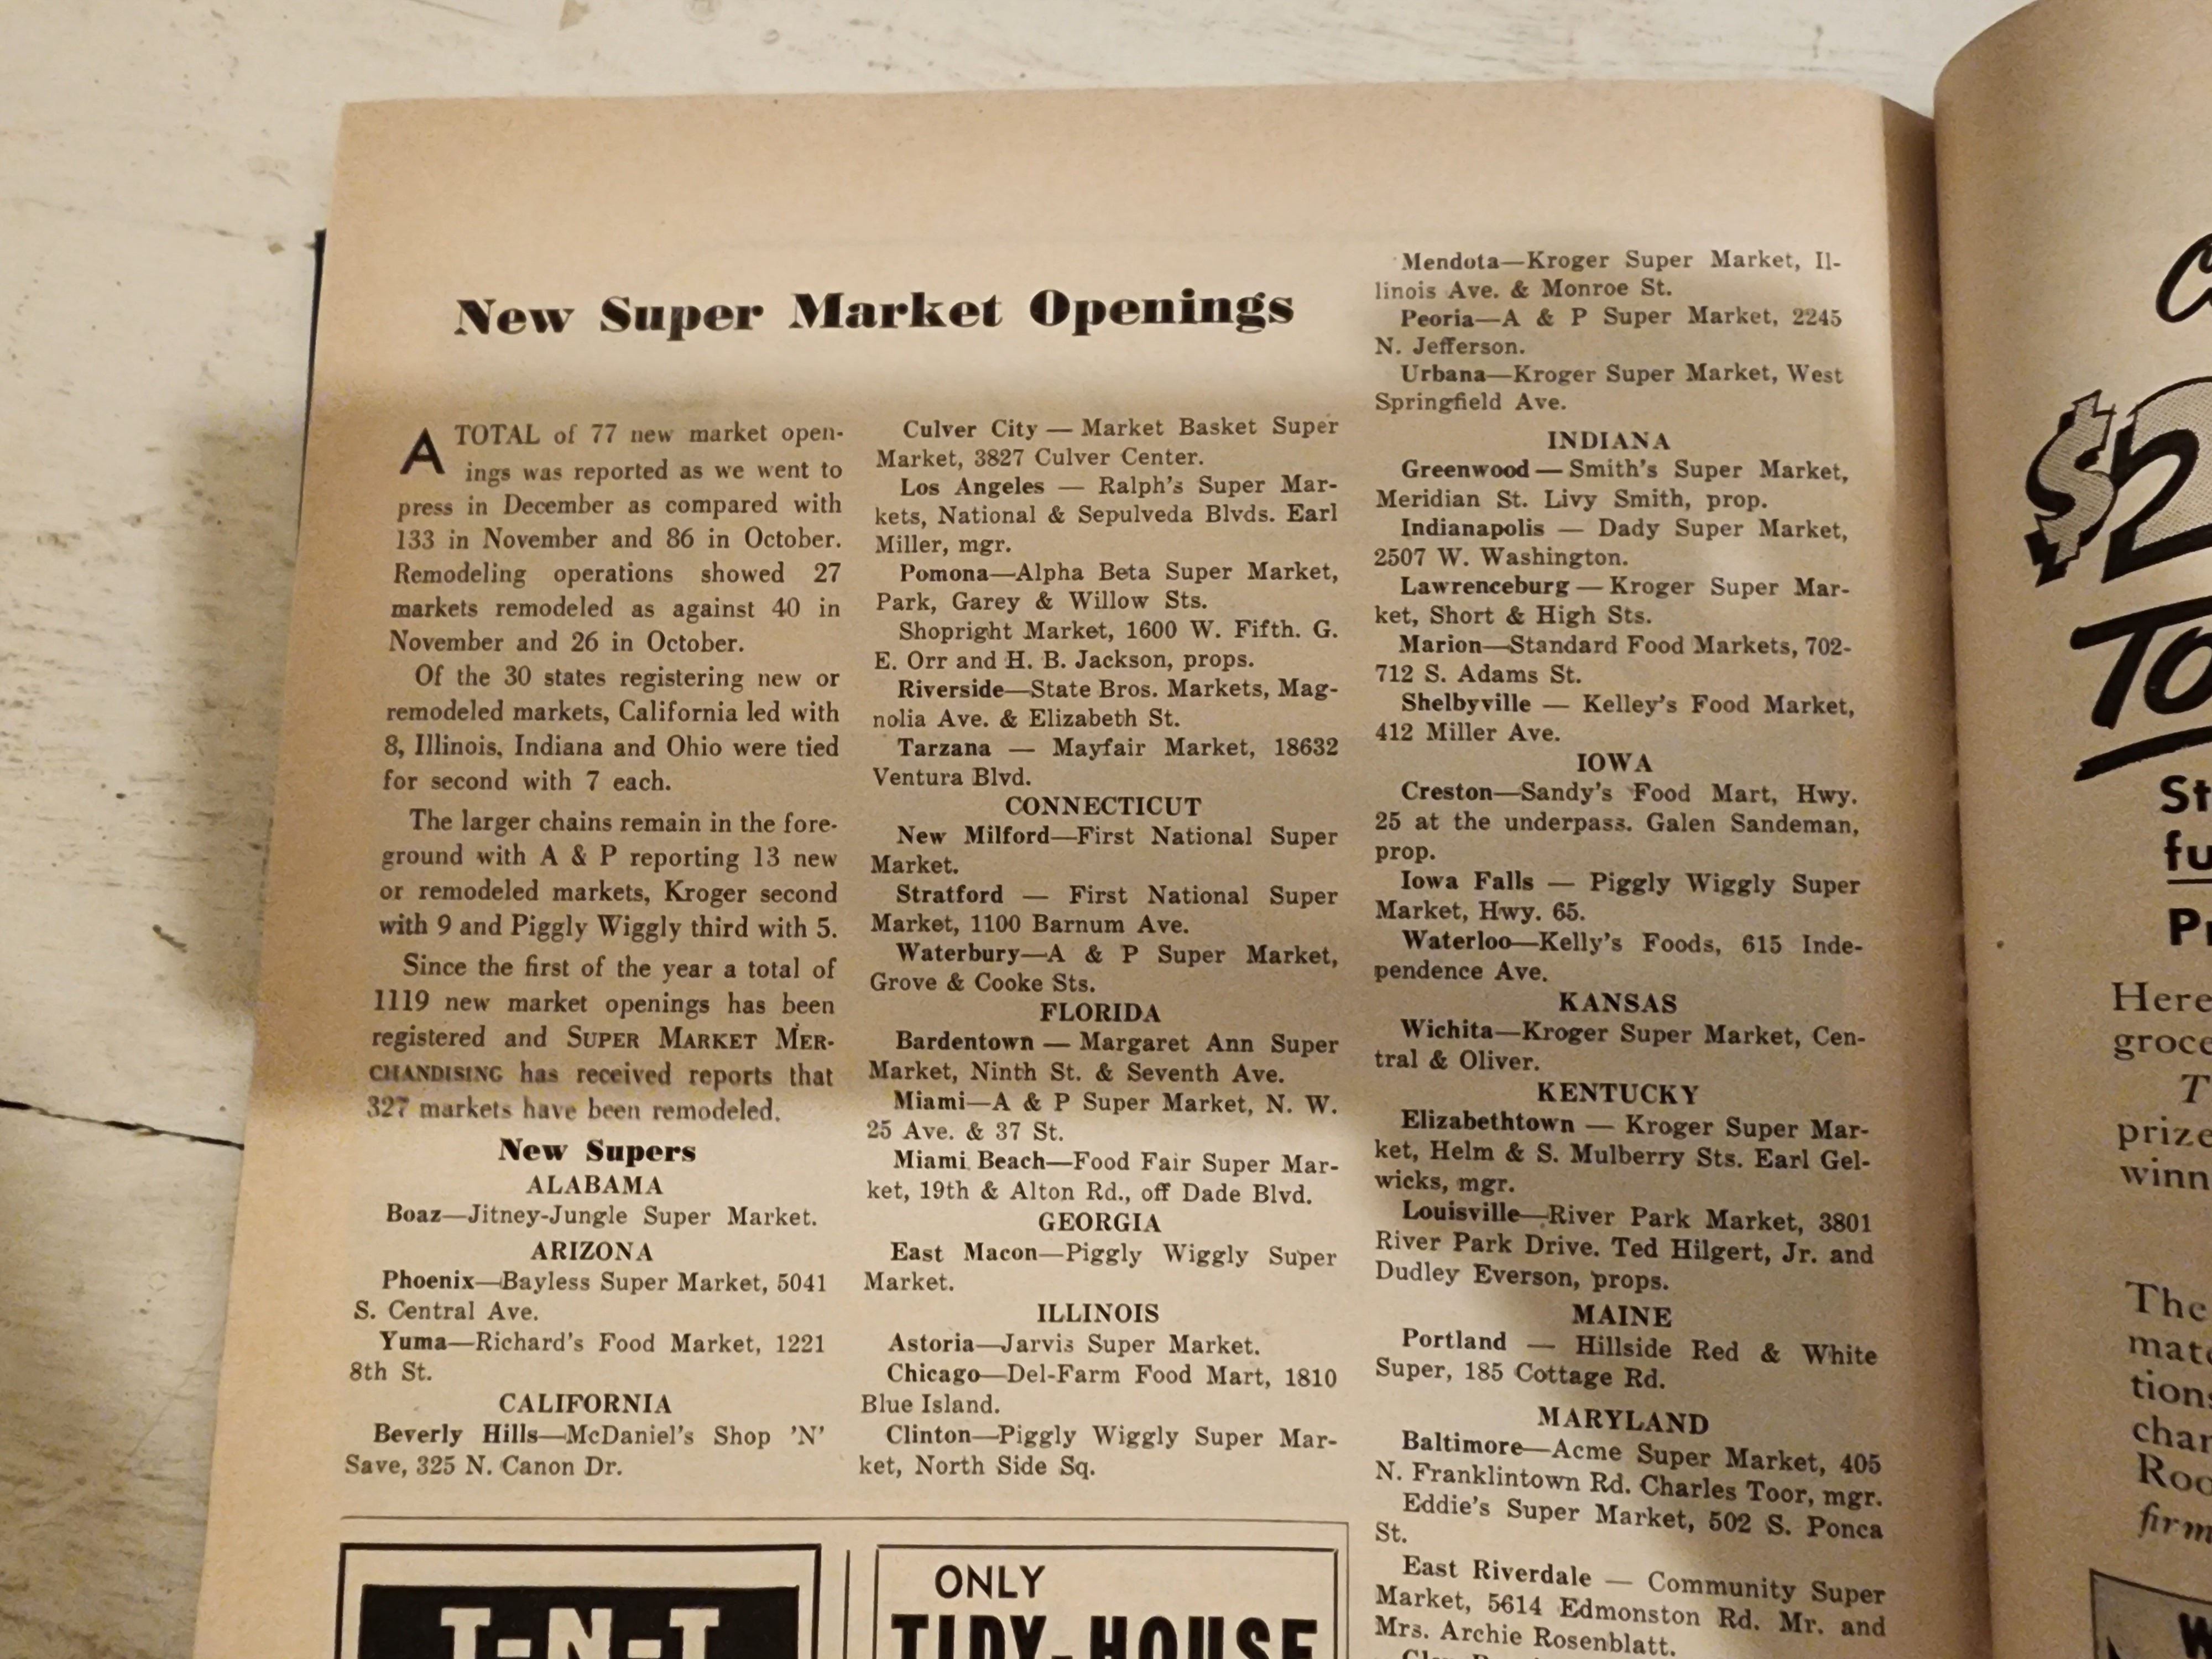 New Super Market Openings
A TOTAL of 77 new market open-
ings was reported as we went to
press in December as compared with
133 in November and 86 in October.
Remodeling operations showed 27
markets remodeled as against 40 in
November and 26 in October.
Of the 30 states registering new or
remodeled markets, California led with
8, Illinois, Indiana and Ohio were tied
for second with 7 each.
The larger chains remain in the fore-
ground with A & P reporting 13 new
or remodeled markets, Kroger second
with 9 and Piggly Wiggly third with 5.
Since the first of the year a total of
1119 new market openings has been
registered and SUPER MARKET MER-
CHANDISING has received reports that
327 markets have been remodeled.
New Supers
ALABAMA
Boaz—Jitney-Jungle Super Market.
ARIZONA
Phoenix—Bayless Super Market, 5041
S. Central Ave.
Yuma—Richard's Food Market, 1221
8th St.
CALIFORNIA
Beverly Hills—McDaniel's Shop 'N'
Save, 325 N. Canon Dr.
Culver City — Market Basket Super
Market, 3827 Culver Center.
Los Angeles — Ralph's Super Mar-
kets, National & Sepulveda Blvds. Earl
Miller, mgr.
Pomona—Alpha Beta Super Market,
Park, Garey & Willow Sts.
Shopright Market, 1600 W. Fifth. G.
E. Orr and H. B. Jackson, props.
Riverside—State Bros. Markets, Mag-
nolia Ave. & Elizabeth St.
Tarzana — Mayfair Market, 18632
Ventura Blvd.
CONNECTICUT
New Milford—First National Super
Market.
Stratford — First National Super
Market, 1100 Barnum Ave.
Waterbury—A & P Super Market,
Grove & Cooke Sts.
FLORIDA
Bardentown — Margaret Ann Super
Market, Ninth St. & Seventh Ave.
Miami—A & P Super Market, N. W.
25 Ave. & 37 St.
Miami Beach—Food Fair Super Mar-
ket, 19th & Alton Rd., off Dade Blvd.
GEORGIA
East Macon—Piggly Wiggly Super
Market.
ILLINOIS
Astoria—Jarvis Super Market.
Chicago—Del-Farm Food Mart, 1810
Blue Island.
Clinton—Piggly Wiggly Super Mar-
ket, North Side Sq.
Mendota—Kroger Super Market, Il-
linois Ave. & Monroe St.
Peoria—A & P Super Market, 2245
N. Jefferson.
Urbana—Kroger Super Market, West
Springfield Ave.
INDIANA
Greenwood — Smith's Super Market,
Meridian St. Livy Smith, prop.
Indianapolis — Dady Super Market,
2507 W. Washington.
Lawrenceburg — Kroger Super Mar-
ket, Short & High Sts.
Marion—Standard Food Markets, 702-
712 S. Adams St.
Shelbyville — Kelley's Food Market,
412 Miller Ave.
IOWA
Creston—Sandy's Food Mart, Hwy.
25 at the underpass. Galen Sandeman,
prop.
Iowa Falls — Piggly Wiggly Super
Market, Hwy. 65.
Waterloo—Kelly's Foods, 615 Inde-
pendence Ave.
KANSAS
Wichita—Kroger Super Market, Cen-
tral & Oliver.
KENTUCKY
Elizabethtown — Kroger Super Mar-
ket, Helm & S. Mulberry Sts. Earl Gel-
wicks, mgr.
Louisville—River Park Market, 3801
River Park Drive. Ted Hilgert, Jr. and
Dudley Everson, props.
MAINE
Portland — Hillside Red & White
Super, 185 Cottage Rd.
MARYLAND
Baltimore—Acme Super Market, 405
N. Franklintown Rd. Charles Toor, mgr.
Eddie's Super Market, 502 S. Ponca
St.
East Riverdale — Community Super
Market, 5614 Edmonston Rd. Mr. and
Mrs. Archie Rosenblatt.
T-N-T
ONLY
TIDY-HOUSE
$2
To
St
fu
Pr
Here
groce
T
prize
winn
The
mate
tions
char
Roo
firm